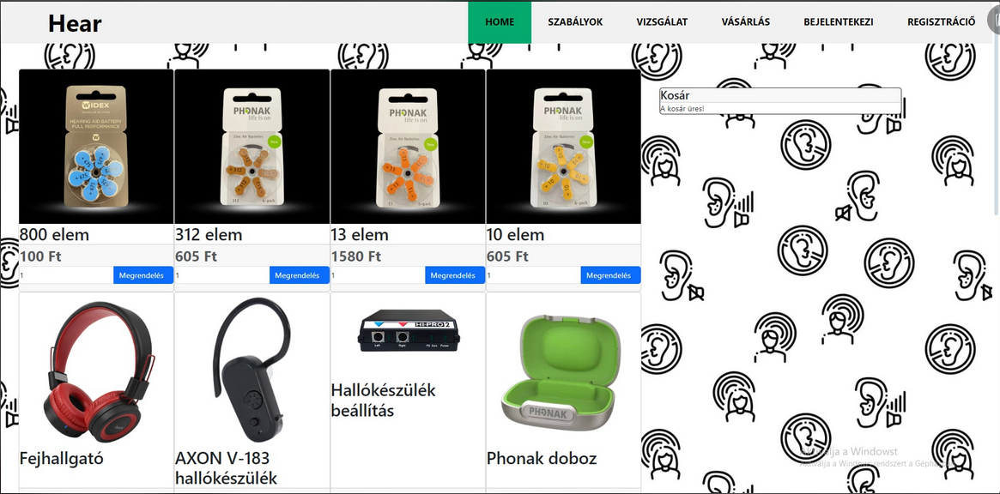 Hear
HOME SZABÁLYOK VIZSGÁLAT VÁSÁRLÁS BEJELENTEKEZI REGISZTRÁCIÓ
Kosár
A kosár üres!
WIDEX
HEARING AID BATTERY
FULL PERFORMANCE
PHONAK
life is on
Zinc Air Batteries
New
312
6-pack
PHONAK
life is on
Zinc Air Batteries
New
13
6-pack
PHONAK
life is on
Zinc Air Batteries
New
10
6-pack
800 elem 312 elem 13 elem 10 elem
100 Ft 605 Ft 1580 Ft 605 Ft
1 Megrendelés 1 Megrendelés 1 Megrendelés 1 Megrendelés
HI-PRO 2
Left Right
Power
PHONAK
Hallókészülék
beállítás
Fejhallgató
AXON V-183
hallókészülék
Phonak doboz
Aktiválja a Windowst
Aktiválja a Windows rendszert a